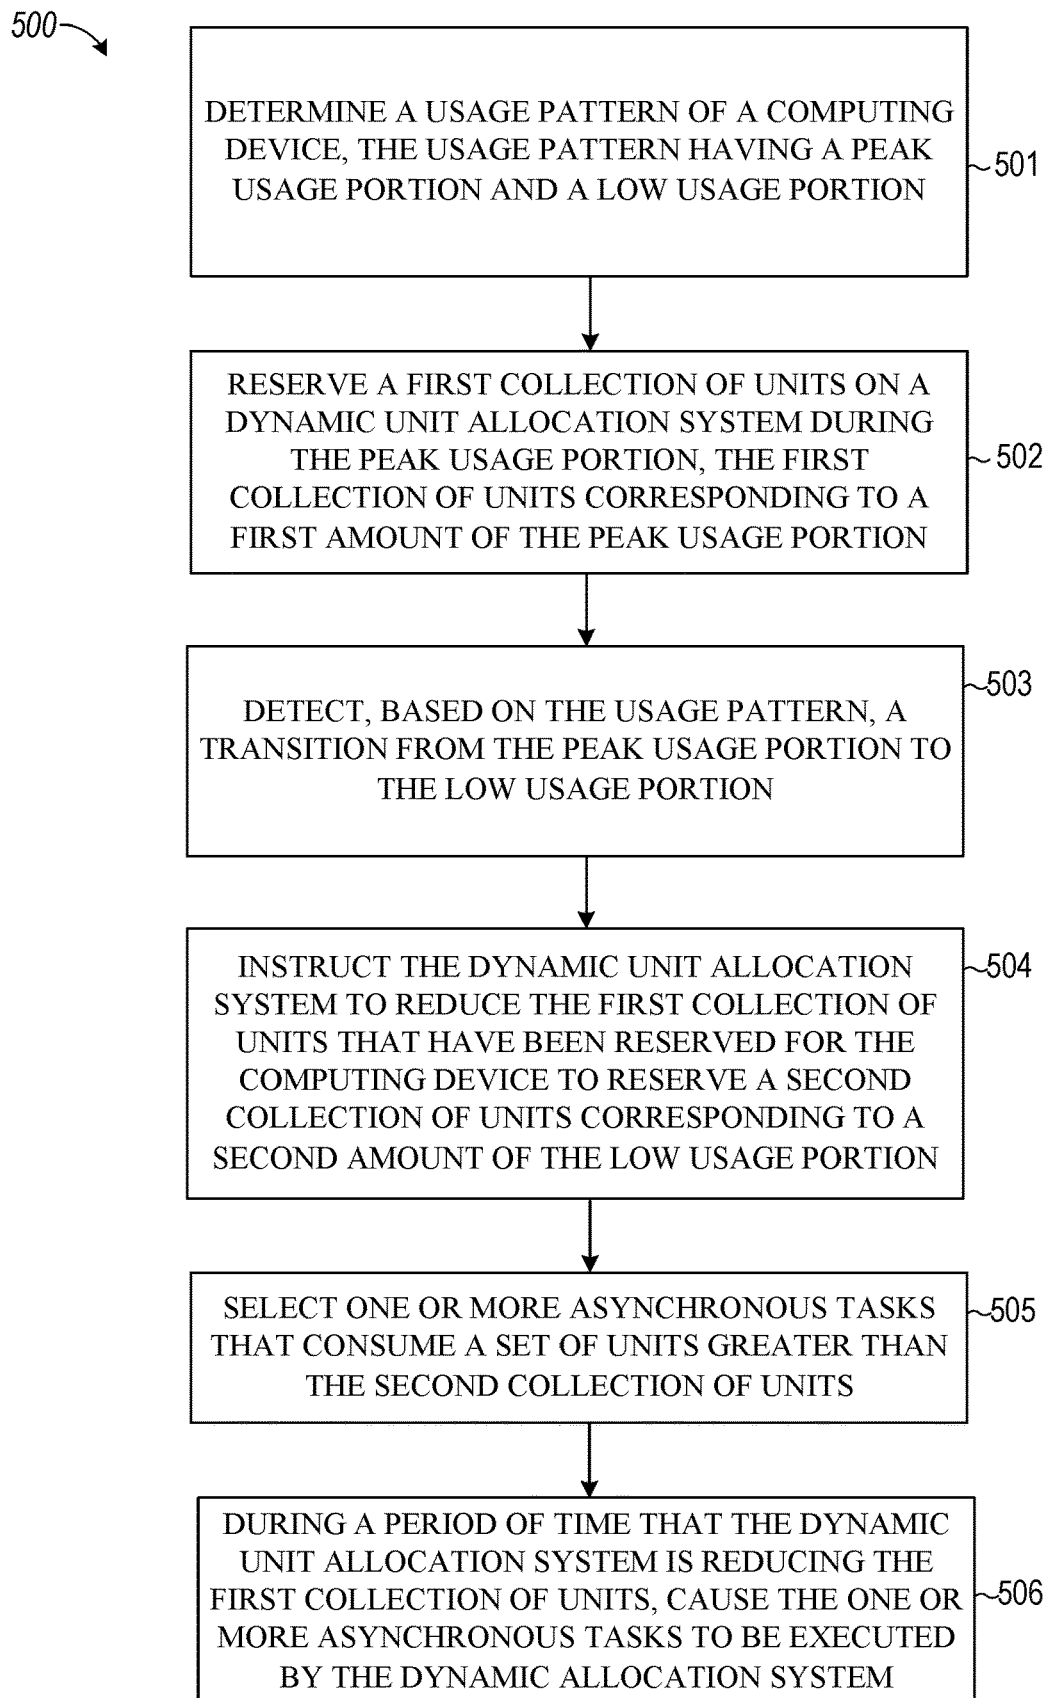 500
DETERMINE A USAGE PATTERN OF A COMPUTING
DEVICE, THE USAGE PATTERN HAVING A PEAK
USAGE PORTION AND A LOW USAGE PORTION
501
RESERVE A FIRST COLLECTION OF UNITS ON A
DYNAMIC UNIT ALLOCATION SYSTEM DURING
THE PEAK USAGE PORTION, THE FIRST
COLLECTION OF UNITS CORRESPONDING TO A
FIRST AMOUNT OF THE PEAK USAGE PORTION
502
DETECT, BASED ON THE USAGE PATTERN, A
TRANSITION FROM THE PEAK USAGE PORTION TO
THE LOW USAGE PORTION
503
INSTRUCT THE DYNAMIC UNIT ALLOCATION
SYSTEM TO REDUCE THE FIRST COLLECTION OF
UNITS THAT HAVE BEEN RESERVED FOR THE
COMPUTING DEVICE TO RESERVE A SECOND
COLLECTION OF UNITS CORRESPONDING TO A
SECOND AMOUNT OF THE LOW USAGE PORTION
504
SELECT ONE OR MORE ASYNCHRONOUS TASKS
THAT CONSUME A SET OF UNITS GREATER THAN
THE SECOND COLLECTION OF UNITS
505
DURING A PERIOD OF TIME THAT THE DYNAMIC
UNIT ALLOCATION SYSTEM IS REDUCING THE
FIRST COLLECTION OF UNITS, CAUSE THE ONE OR
MORE ASYNCHRONOUS TASKS TO BE EXECUTED
BY THE DYNAMIC ALLOCATION SYSTEM
506